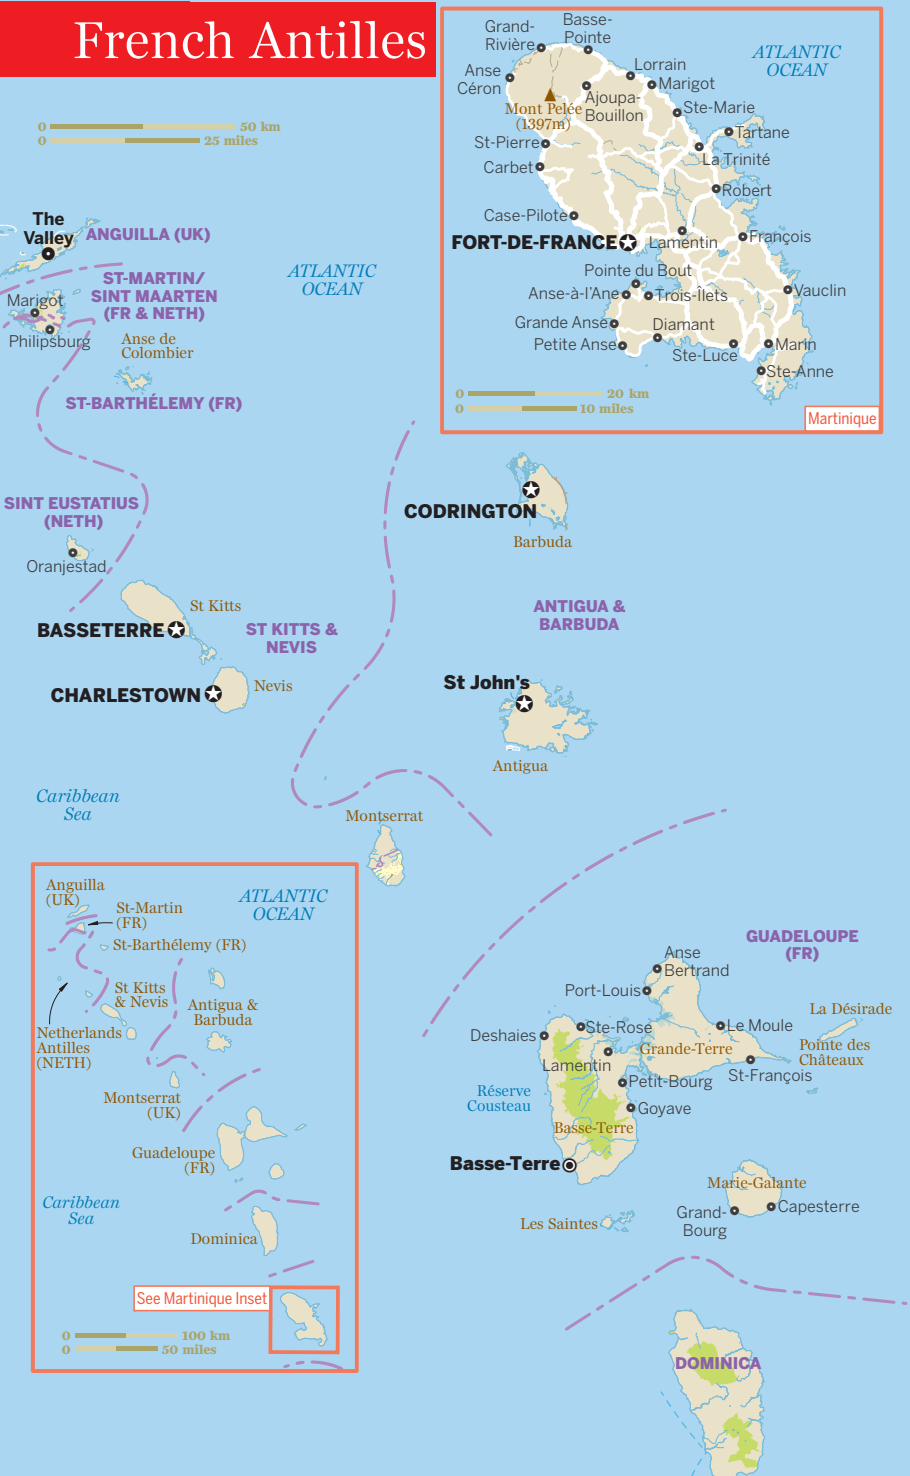 French Antilles
0 50 km
0 25 miles
The
Valley
ANGUILLA (UK)
ST-MARTIN/
SINT MAARTEN
(FR & NETH)
Marigot
Philipsburg
Anse de
Colombier
ST-BARTHÉLEMY (FR)
ATLANTIC
OCEAN
SINT EUSTATIUS
(NETH)
Oranjestad
St Kitts
BASSETERRE
ST KITTS &
NEVIS
CHARLESTOWN
Nevis
Caribbean
Sea
CODRINGTON
Barbuda
ANTIGUA &
BARBUDA
St John's
Antigua
Montserrat
Grand-
Rivière
Basse-
Pointe
ATLANTIC
OCEAN
Anse
Céron
Lorrain
Marigot
Mont Pelée
(1397m)
Ajoupa-
Bouillon
Ste-Marie
Tartane
St-Pierre
La Trinité
Carbet
Robert
Case-Pilote
FORT-DE-FRANCE
Lamentin
François
Pointe du Bout
Anse-à-l'Ane
Trois-Îlets
Vauclin
Grande Anse
Diamant
Petite Anse
Ste-Luce
Marin
Ste-Anne
0 20 km
0 10 miles
Martinique
Anguilla
(UK)
ATLANTIC
OCEAN
St-Martin
(FR)
St-Barthélemy (FR)
St Kitts
& Nevis
Antigua &
Barbuda
Netherlands
Antilles
(NETH)
Montserrat
(UK)
Guadeloupe
(FR)
Caribbean
Sea
Dominica
See Martinique Inset
0 100 km
0 50 miles
GUADELOUPE
(FR)
Anse
Bertrand
Port-Louis
La Désirade
Deshaies
Ste-Rose
Le Moule
Grande-Terre
Pointe des
Châteaux
Lamentin
St-François
Petit-Bourg
Réserve
Cousteau
Goyave
Basse-Terre
Basse-Terre
Marie-Galante
Capesterre
Grand-
Bourg
Les Saintes
DOMINICA